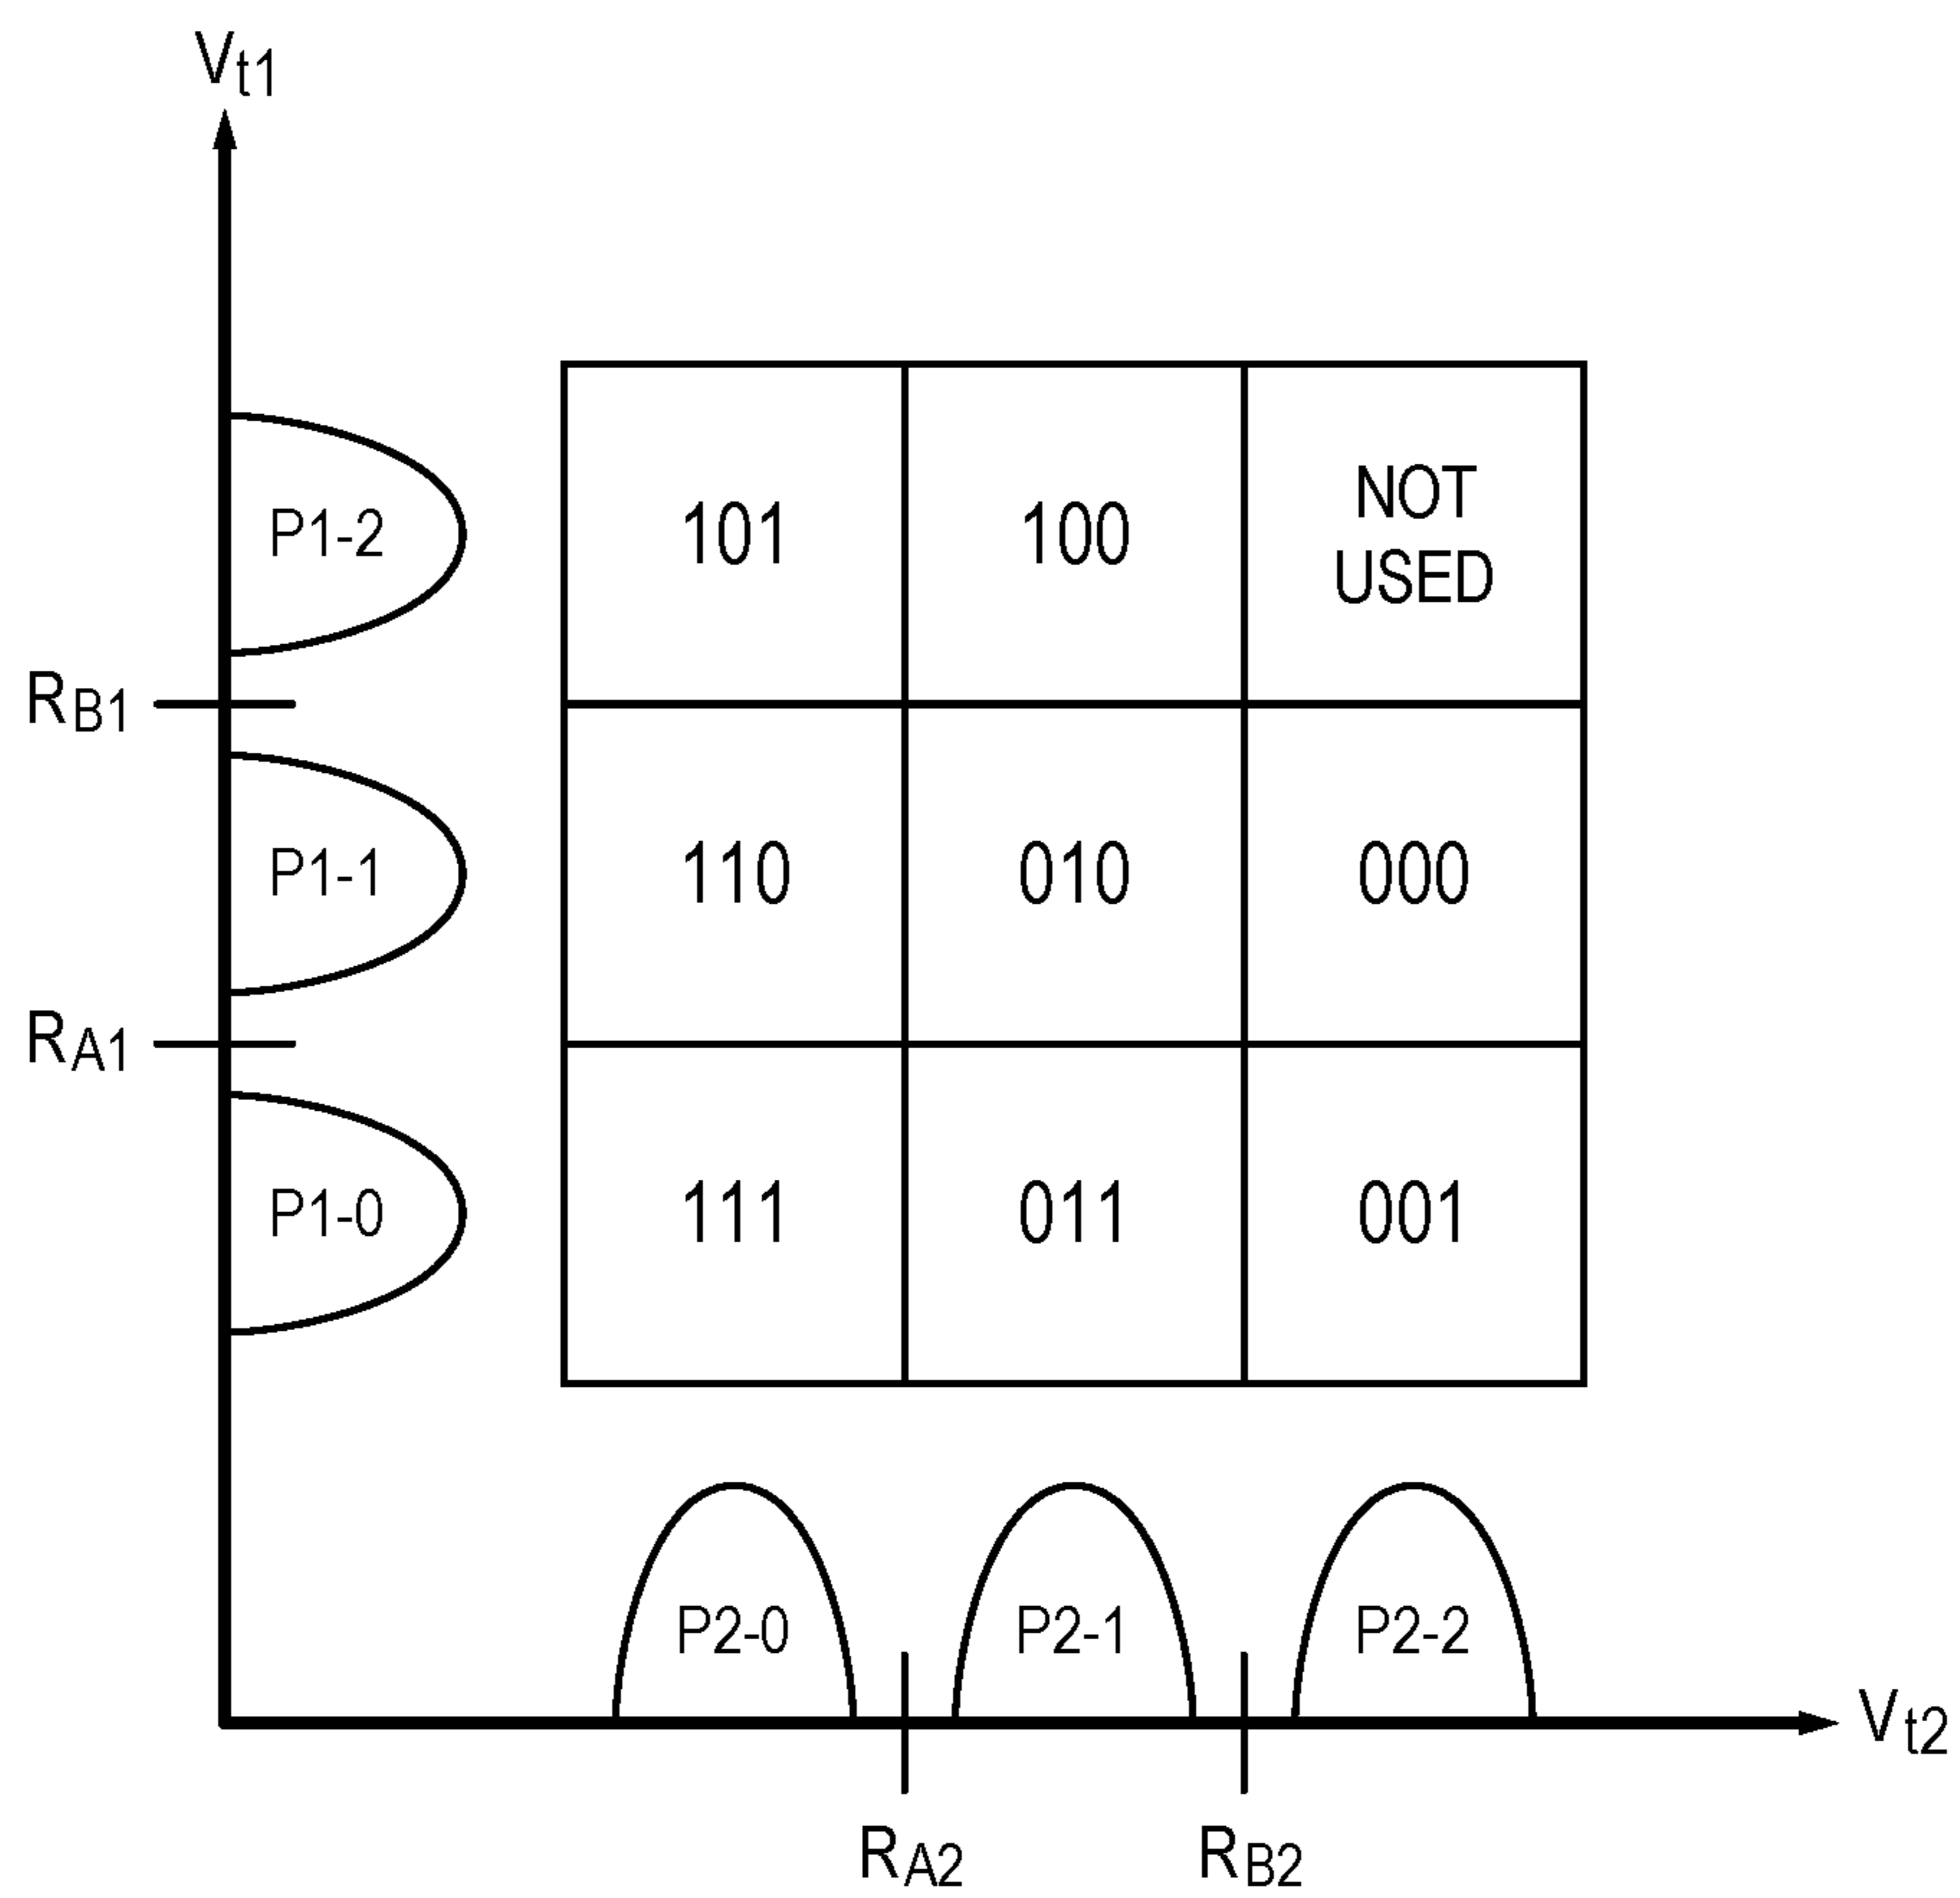 Vt1
P1-2
101
100
NOT
USED
RB1
P1-1
110
010
000
RA1
P1-0
111
011
001
P2-0
P2-1
P2-2
Vt2
RA2
RB2